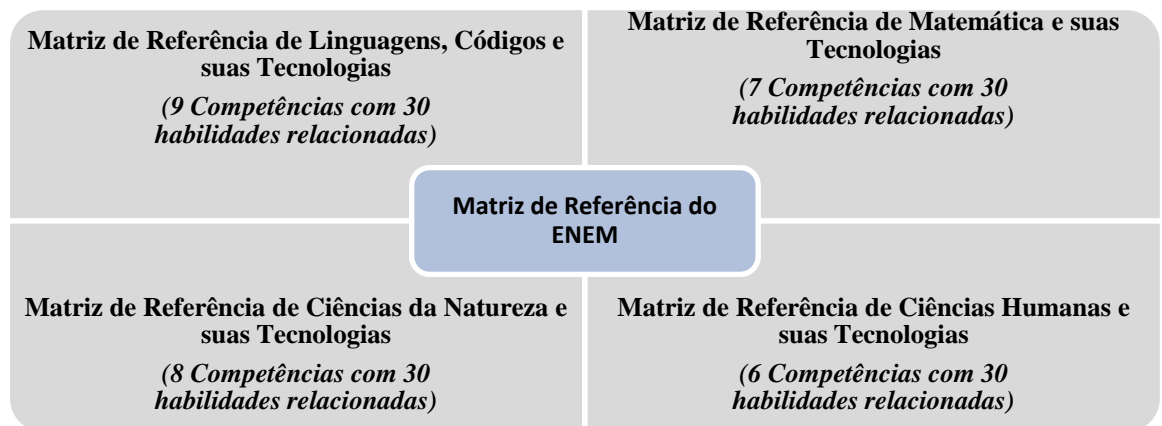 Matriz de Referência de Linguagens, Códigos e
suas Tecnologias
(9 Competências com 30
habilidades relacionadas)
Matriz de Referência de Matemática e suas
Tecnologias
(7 Competências com 30
habilidades relacionadas)
Matriz de Referência do
ENEM
Matriz de Referência de Ciências da Natureza e
suas Tecnologias
(8 Competências com 30
habilidades relacionadas)
Matriz de Referência de Ciências Humanas e
suas Tecnologias
(6 Competências com 30
habilidades relacionadas)